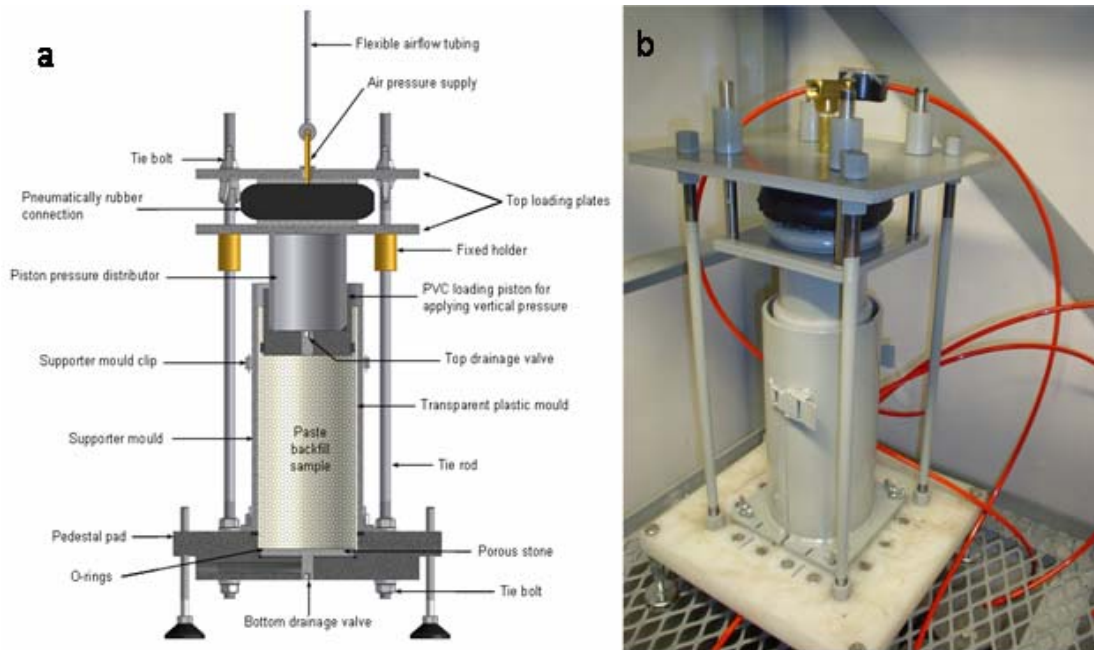 a
Flexible airflow tubing
Air pressure supply
Tie bolt
Pneumatically rubber
connection
Top loading plates
Fixed holder
Piston pressure distributor
PVC loading piston for
applying vertical pressure
Top drainage valve
Supporter mould clip
Transparent plastic mould
Supporter mould
Paste
backfill
sample
Tie rod
Pedestal pad
Porous stone
O-rings
Tie bolt
Bottom drainage valve
b